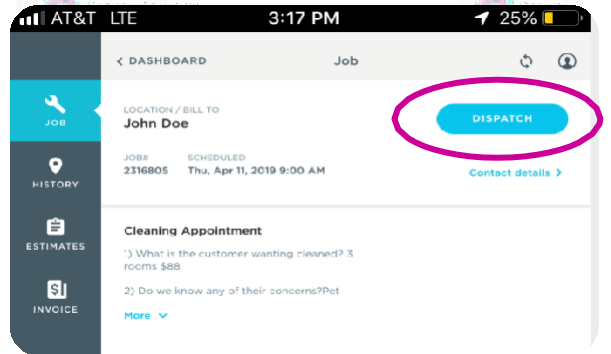 AT&T LTE 3:17 PM 25%
DASHBOARD Job
JOB
LOCATION / BILL TO
John Doe
DISPATCH
JOB# SCHEDULED
2316805 Thu, Apr 11, 2019 9:00 AM
Contact details
HISTORY
ESTIMATES
INVOICE
Cleaning Appointment
1) What is the customer wanting cleaned? 3
rooms $88
2) Do we know any of their concerns?Pet
More